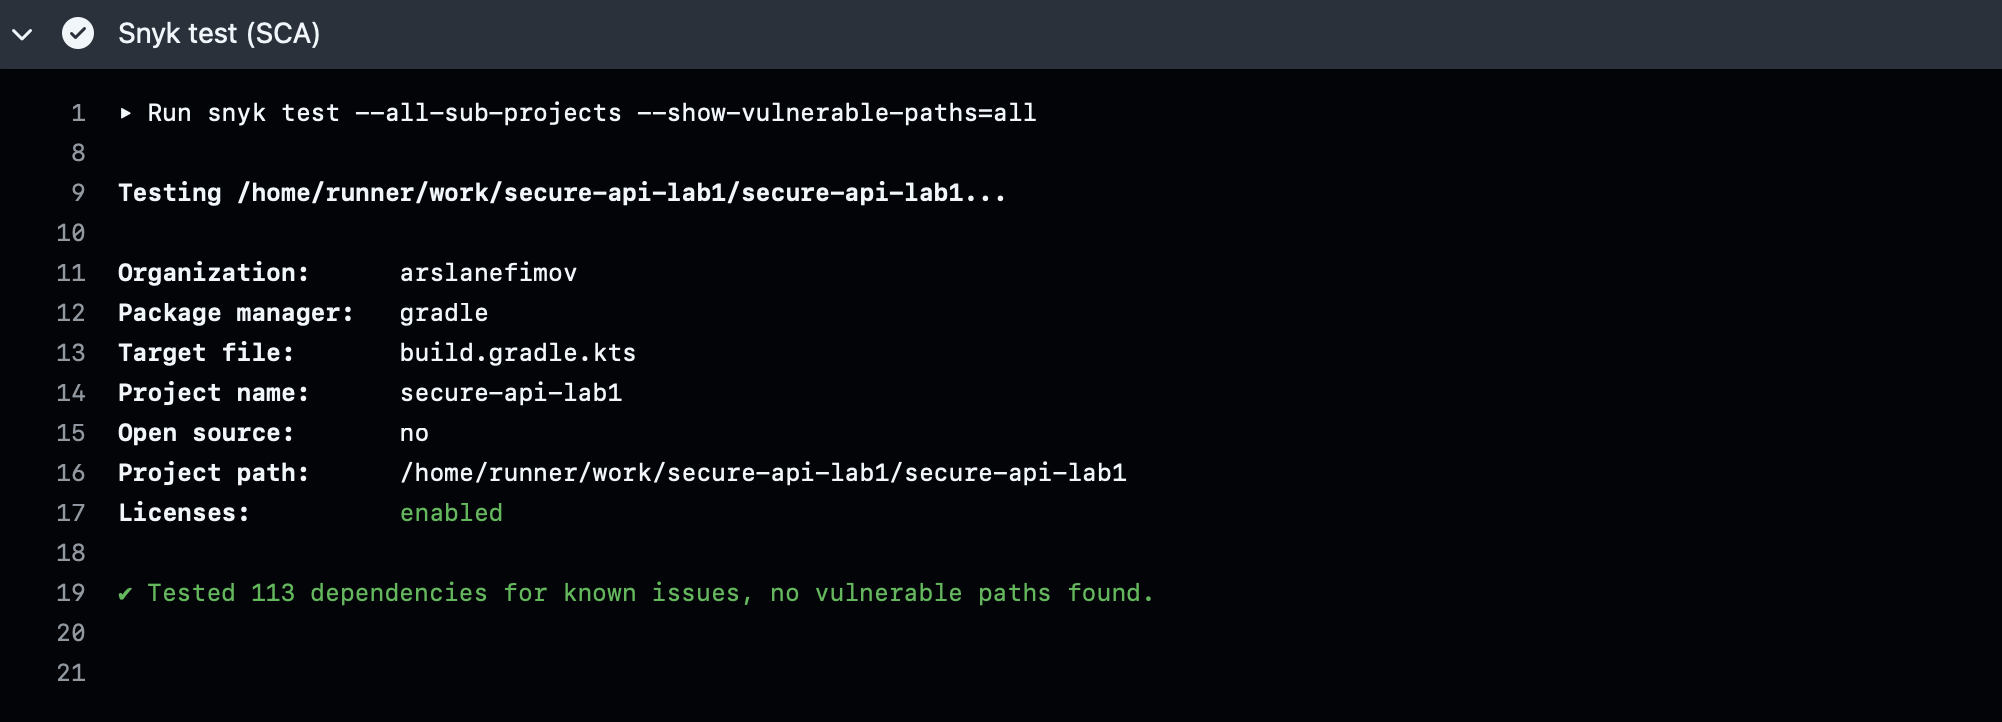 Snyk test (SCA)
1 ▸ Run snyk test --all-sub-projects --show-vulnerable-paths=all
8
9 Testing /home/runner/work/secure-api-lab1/secure-api-lab1...
10
11 Organization: arslanefimov
12 Package manager: gradle
13 Target file: build.gradle.kts
14 Project name: secure-api-lab1
15 Open source: no
16 Project path: /home/runner/work/secure-api-lab1/secure-api-lab1
17 Licenses: enabled
18
19 ✔ Tested 113 dependencies for known issues, no vulnerable paths found.
20
21